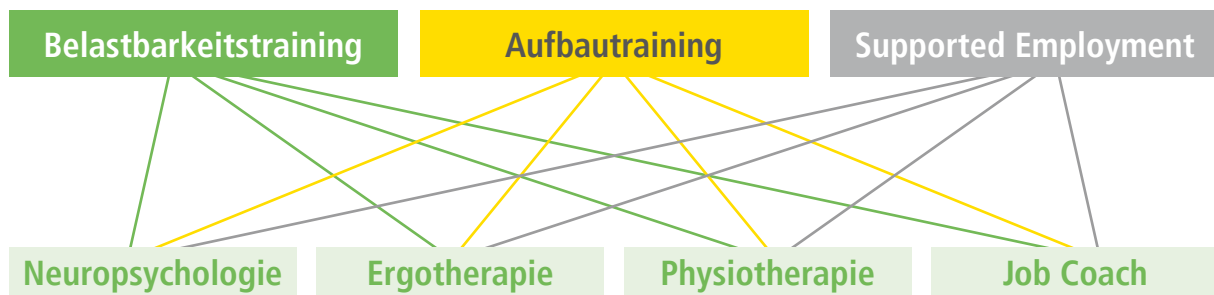 Belastbarkeitstraining
Aufbautraining
Supported Employment
Neuropsychologie
Ergotherapie
Physiotherapie
Job Coach